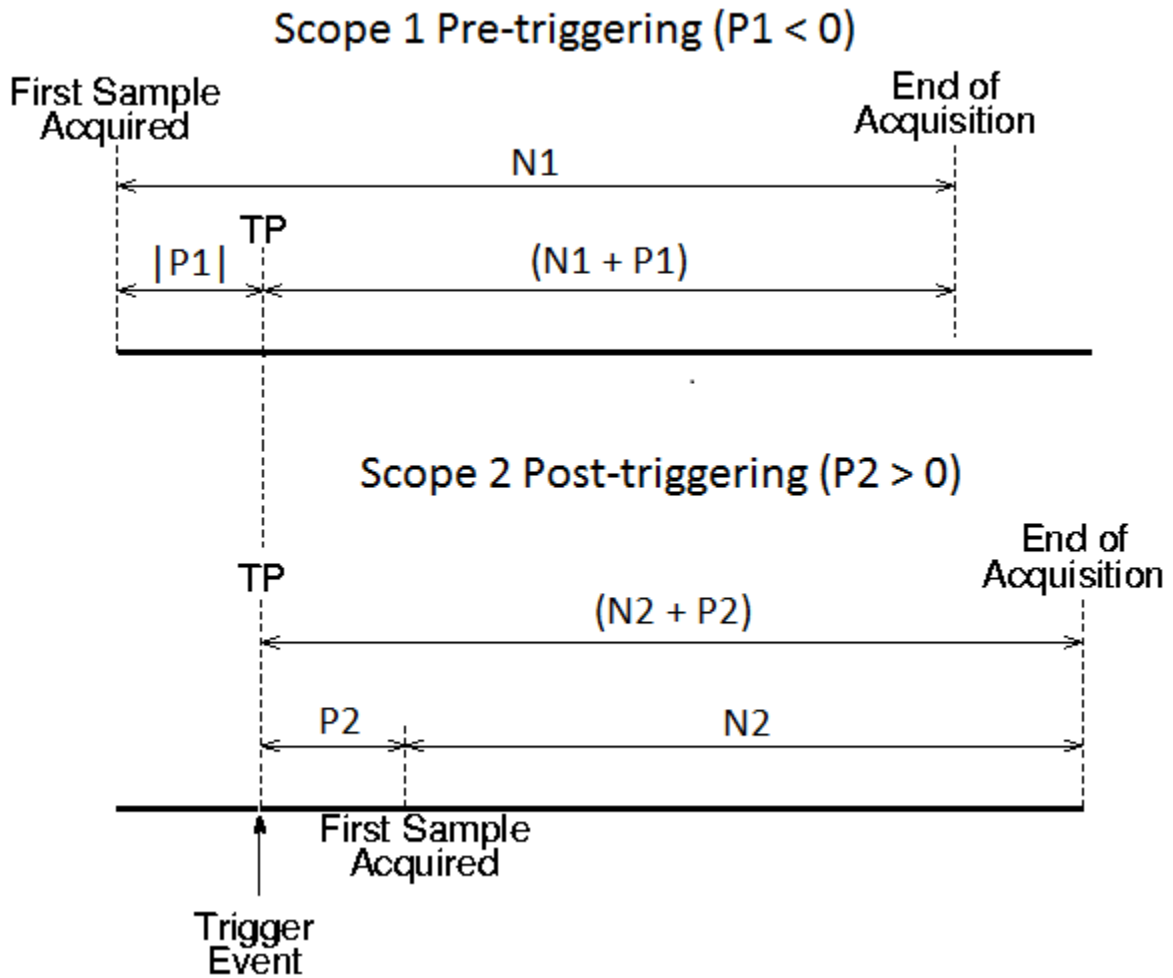 Scope 1 Pre-triggering (P1 < 0)
First Sample
Acquired
End of
Acquisition
N1
TP
|P1|
(N1 + P1)
Scope 2 Post-triggering (P2 > 0)
End of
Acquisition
TP
(N2 + P2)
P2
N2
First Sample
Acquired
Trigger
Event